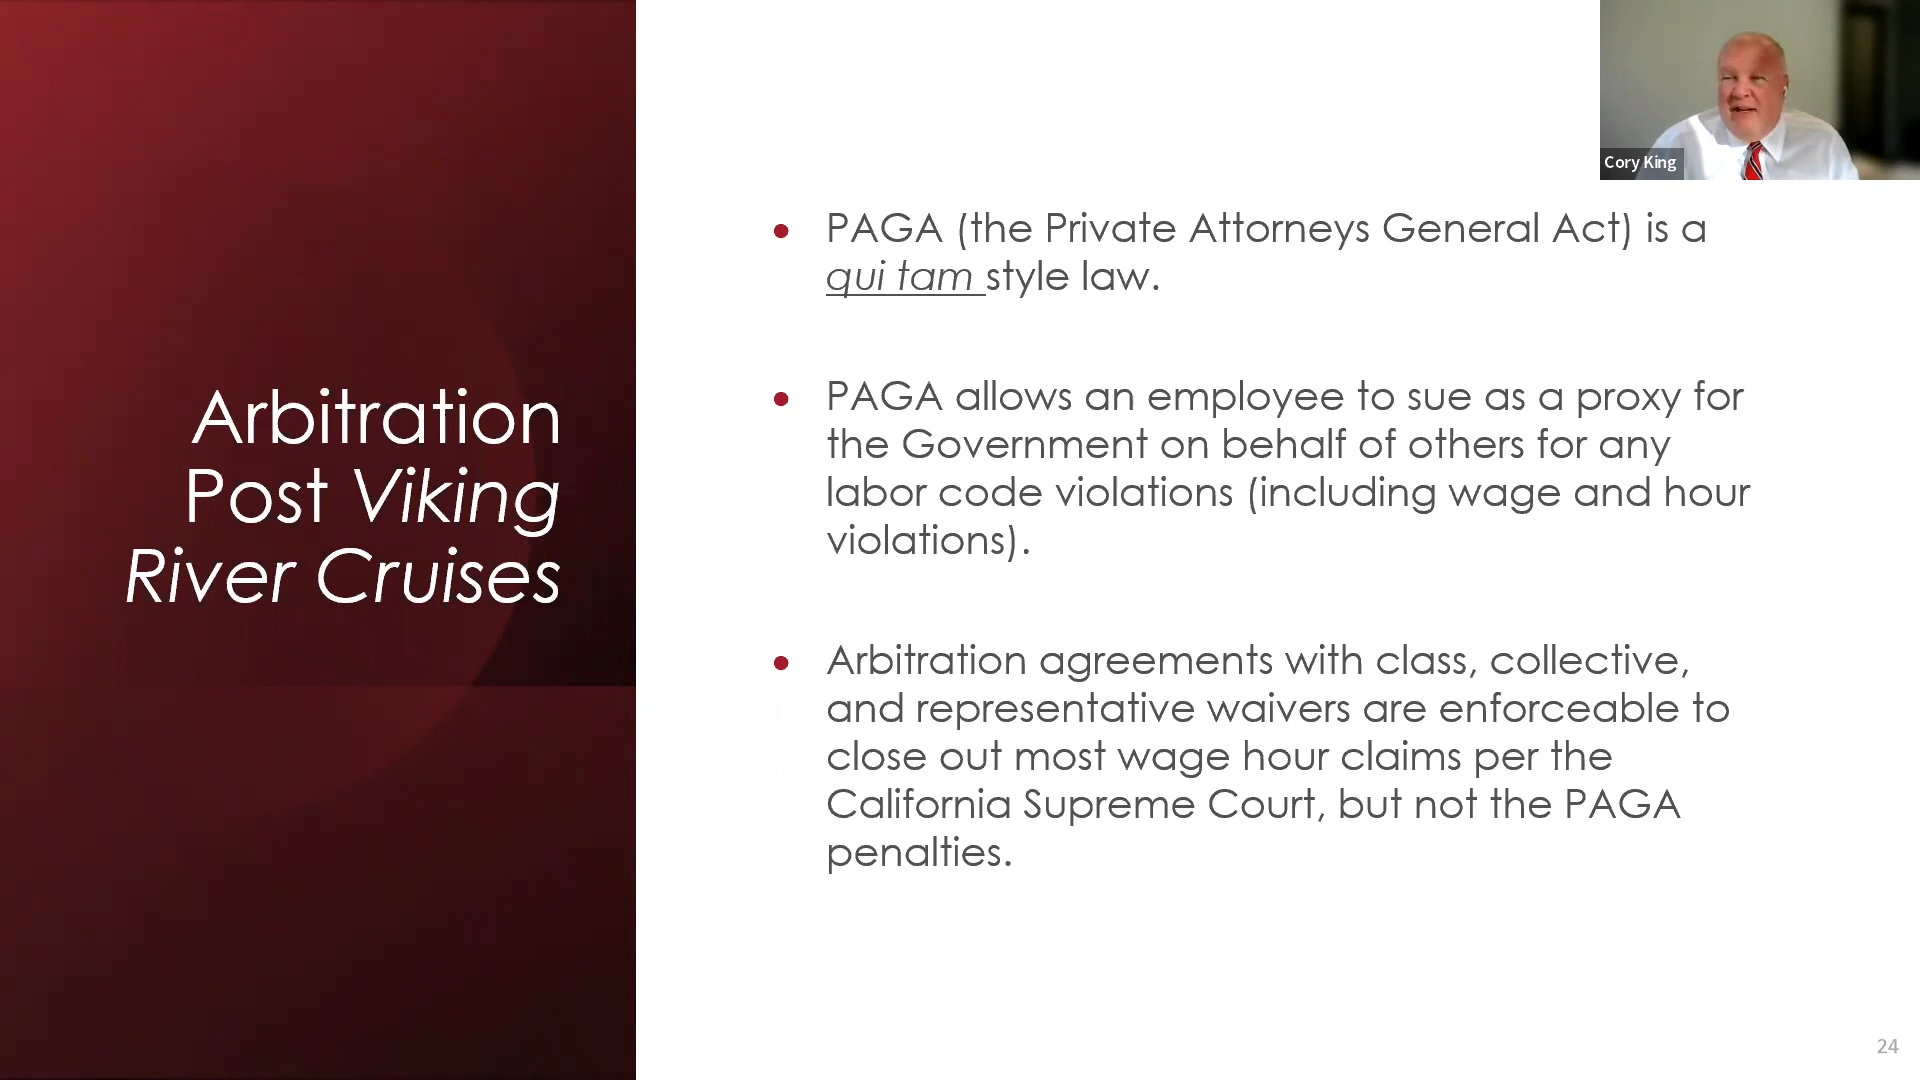 Arbitration
Post Viking
River Cruises
Cory King
• PAGA (the Private Attorneys General Act) is a
qui tam style law.
• PAGA allows an employee to sue as a proxy for
the Government on behalf of others for any
labor code violations (including wage and hour
violations).
• Arbitration agreements with class, collective,
and representative waivers are enforceable to
close out most wage hour claims per the
California Supreme Court, but not the PAGA
penalties.
24